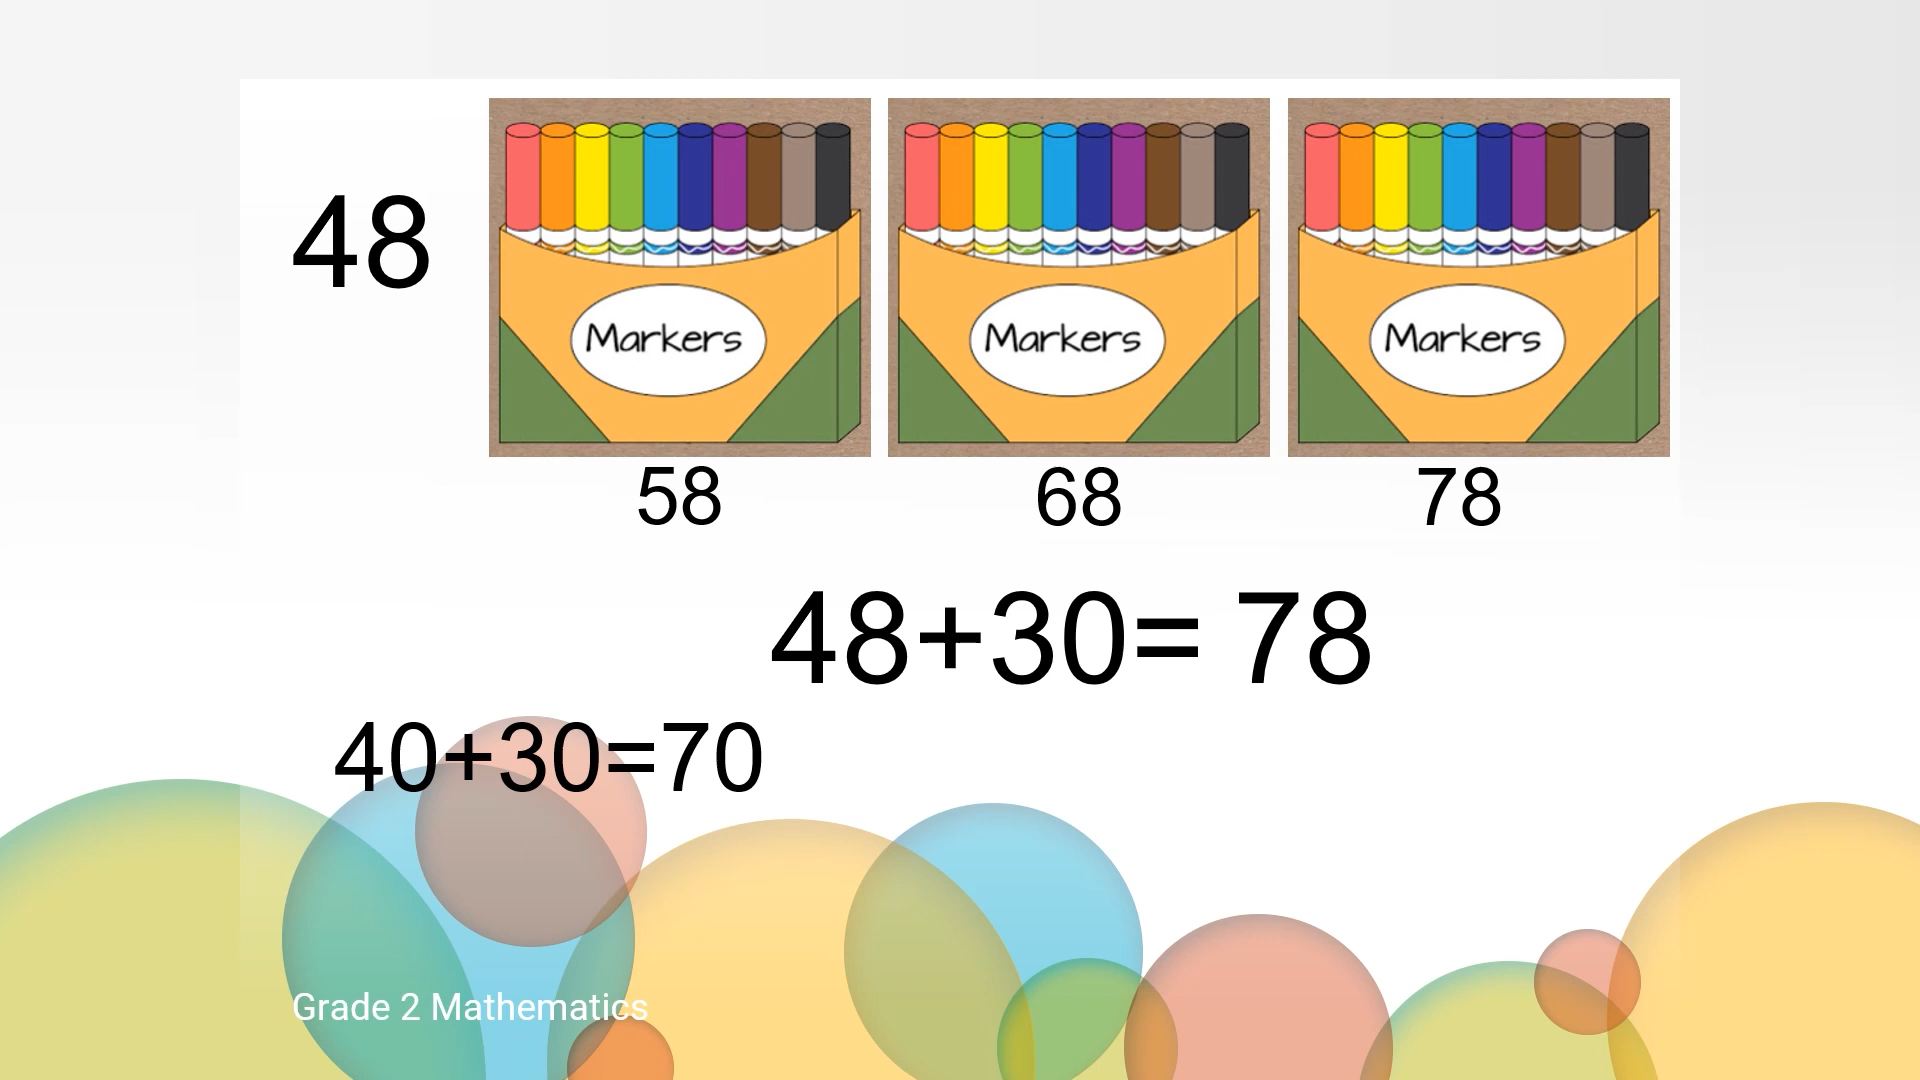 48
Markers Markers Markers
58 68 78
48+30= 78
40+30=70
Grade 2 Mathematics